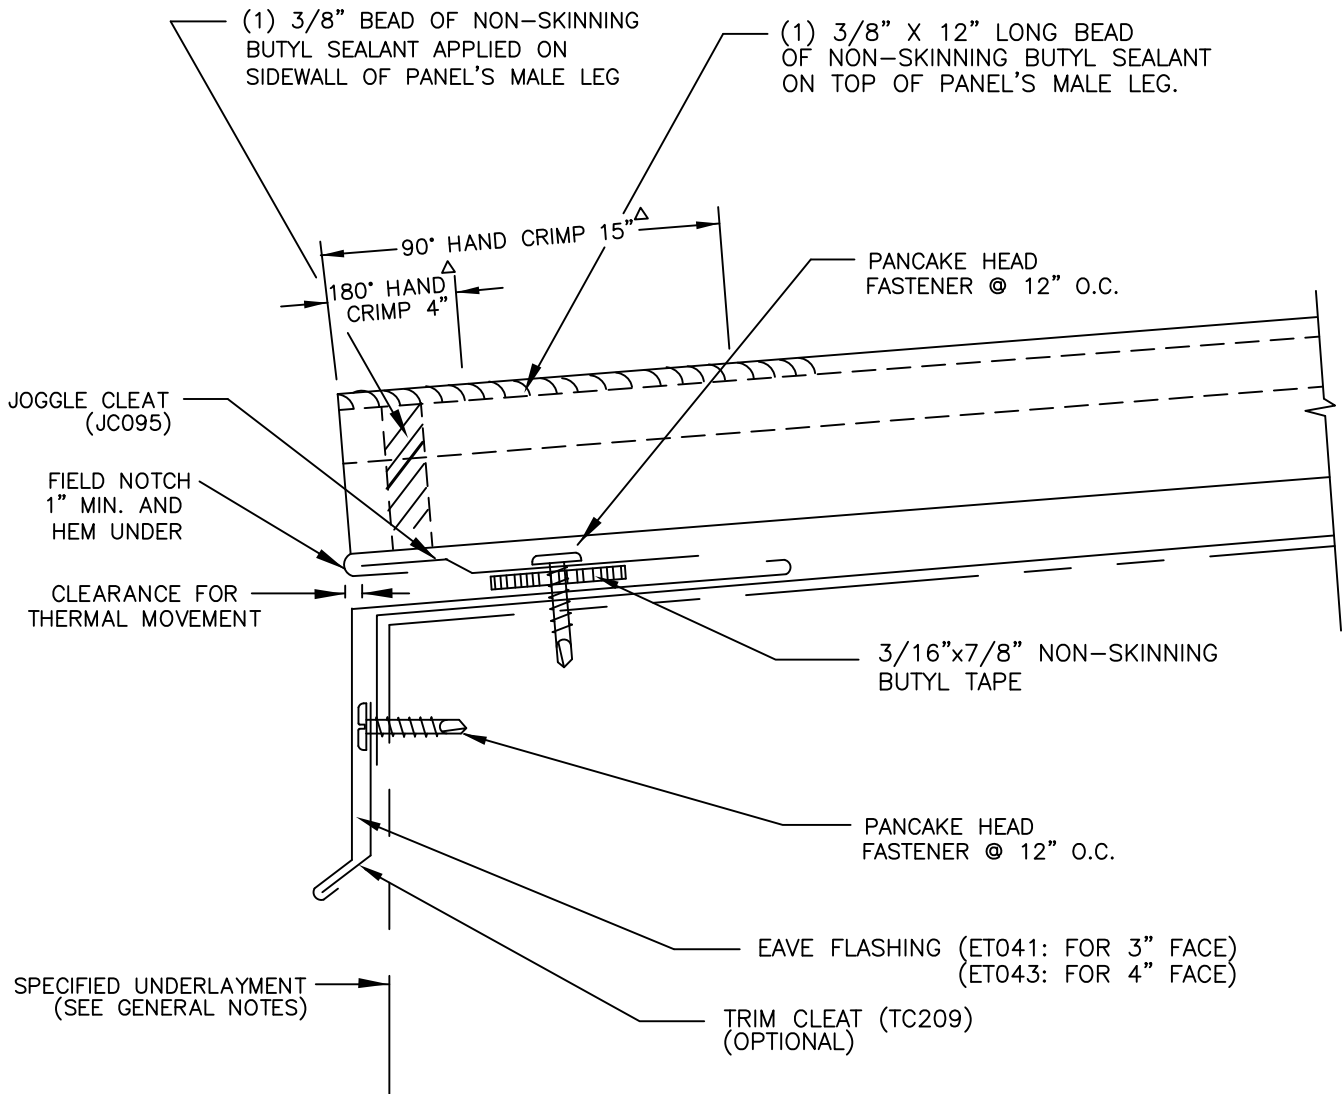 (1) 3/8” BEAD OF NON-SKINNING
BUTYL SEALANT APPLIED ON
SIDEWALL OF PANEL’S MALE LEG
(1) 3/8” X 12” LONG BEAD
OF NON-SKINNING BUTYL SEALANT
ON TOP OF PANEL’S MALE LEG.
90° HAND CRIMP 15”△
180° HAND△
CRIMP 4”
PANCAKE HEAD
FASTENER @ 12” O.C.
JOGGLE CLEAT
(JC095)
FIELD NOTCH
1” MIN. AND
HEM UNDER
CLEARANCE FOR
THERMAL MOVEMENT
3/16”x7/8” NON-SKINNING
BUTYL TAPE
PANCAKE HEAD
FASTENER @ 12” O.C.
EAVE FLASHING (ET041: FOR 3” FACE)
(ET043: FOR 4” FACE)
SPECIFIED UNDERLAYMENT
(SEE GENERAL NOTES)
TRIM CLEAT (TC209)
(OPTIONAL)